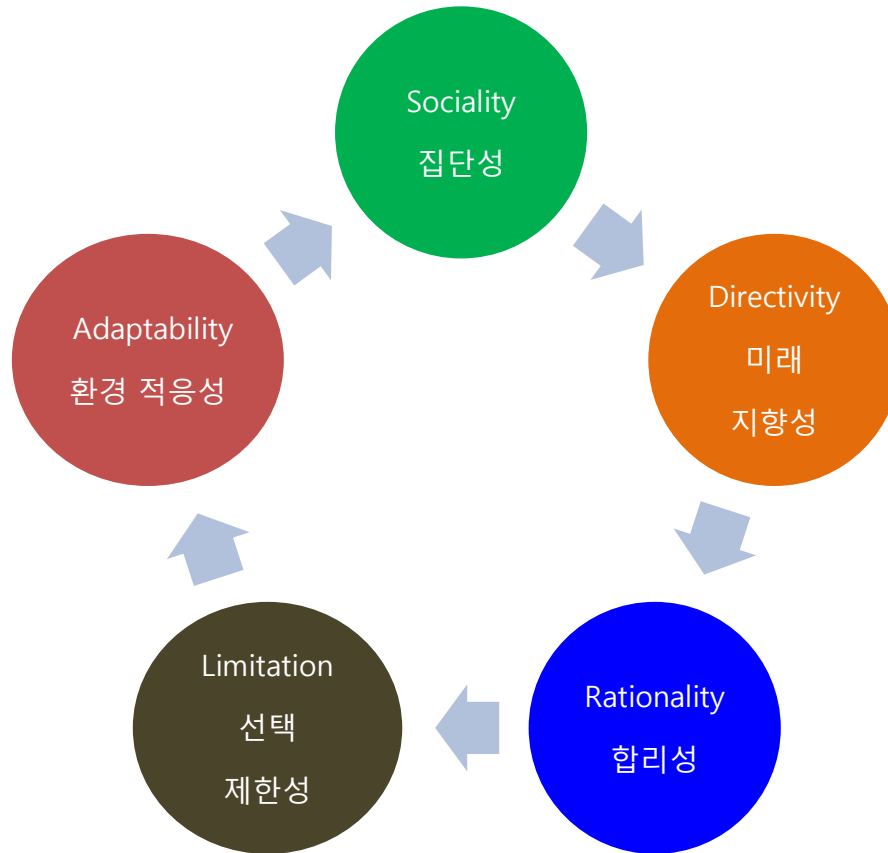 Sociality
집단성
Directivity
미래
지향성
Rationality
합리성
Limitation
선택
제한성
Adaptability
환경 적응성